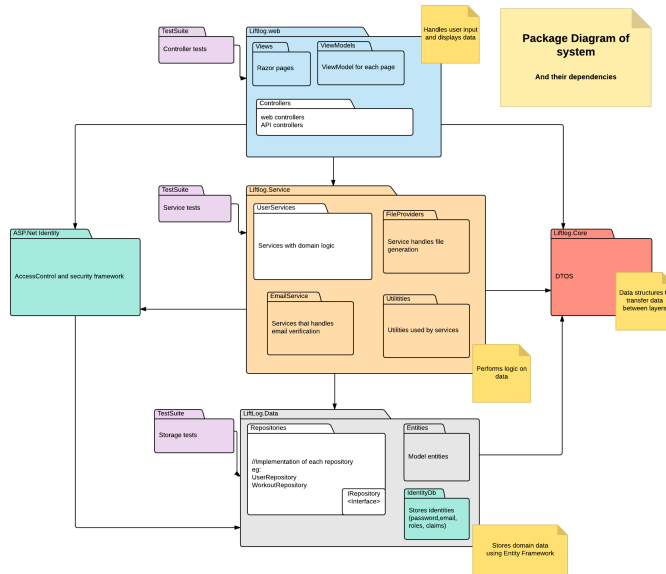 TestSuite
Controller tests
Liftlog.web
Views
Razor pages
ViewModels
ViewModel for each page
Controllers
web controllers
API controllers
Handles user input
and displays data
Package Diagram of
system
And their dependencies
TestSuite
Service tests
Liftlog.Service
UserServices
Services with domain logic
FileProviders
Service handles file
generation
EmailService
Services that handles
email verification
Utilitities
Utilities used by services
Performs logic on
data
ASP.Net Identity
AccessControl and security framework
Liftlog.Core
DTOS
Data structures t
transfer data
between layers
TestSuite
Storage tests
LiftLog.Data
Repositories
//Implementation of each repository
eg:
UserRepository
WorkoutRepository
IRepository
<Interface>
Entities
Model entities
IdentityDb
Stores identities
(password,email,
roles, claims)
Stores domain data
using Entity Framework